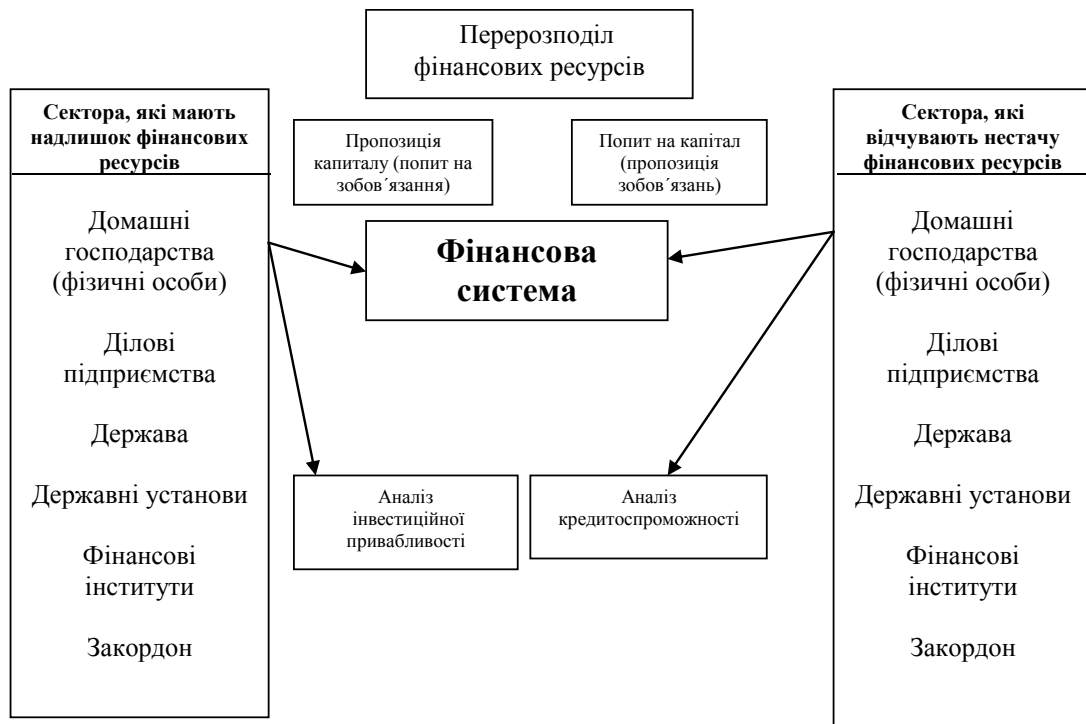 Перерозподіл
фінансових ресурсів
Сектора, які мають
надлишок фінансових
ресурсів
Домашні
господарства
(фізичні особи)
Ділові
підприємства
Держава
Державні установи
Фінансові
інститути
Закордон
Пропозиція
капиталу (попит на
зобов´язання)
Попит на капітал
(пропозиція
зобов´язань)
Фінансова
система
Аналіз
інвестиційної
привабливості
Аналіз
кредитоспроможності
Сектора, які
відчувають нестачу
фінансових ресурсів
Домашні
господарства
(фізичні особи)
Ділові
підприємства
Держава
Державні установи
Фінансові
інститути
Закордон